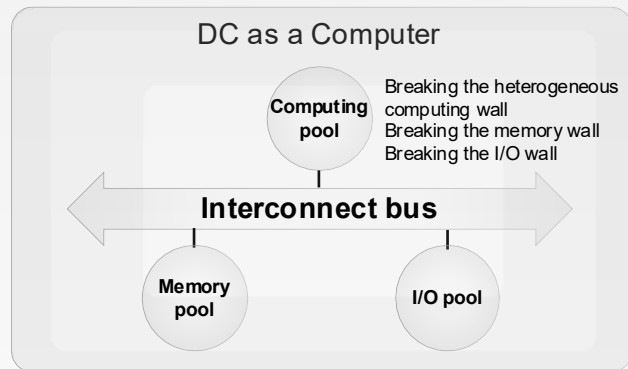 DC as a Computer
Computing
pool
Breaking the heterogeneous
computing wall
Breaking the memory wall
Breaking the I/O wall
Interconnect bus
Memory
pool
I/O pool